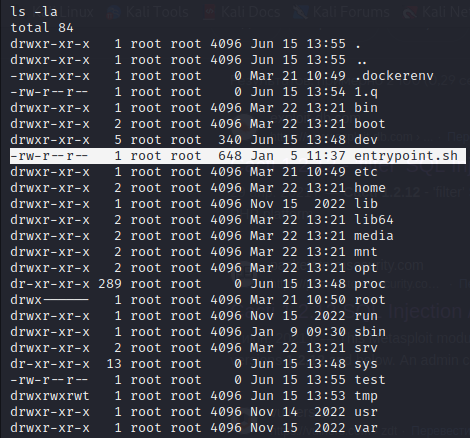 ls -la
total 84
drwxr-xr-x 1 root root 4096 Jun 15 13:55 .
drwxr-xr-x 1 root root 4096 Jun 15 13:55 ..
-rwxr-xr-x 1 root root 0 Mar 21 10:49 .dockerenv
-rw-r--r-- 1 root root 0 Jun 15 13:54 1.q
drwxr-xr-x 1 root root 4096 Mar 22 13:21 bin
drwxr-xr-x 2 root root 4096 Mar 22 13:21 boot
drwxr-xr-x 5 root root 340 Jun 15 13:48 dev
-rw-r--r-- 1 root root 648 Jan 5 11:37 entrypoint.sh
drwxr-xr-x 1 root root 4096 Mar 21 10:49 etc
drwxr-xr-x 2 root root 4096 Mar 22 13:21 home
drwxr-xr-x 1 root root 4096 Nov 15 2022 lib
drwxr-xr-x 2 root root 4096 Mar 22 13:21 lib64
drwxr-xr-x 2 root root 4096 Mar 22 13:21 media
drwxr-xr-x 2 root root 4096 Mar 22 13:21 mnt
drwxr-xr-x 2 root root 4096 Mar 22 13:21 opt
dr-xr-xr-x 289 root root 0 Jun 15 13:48 proc
drwx------ 1 root root 4096 Mar 21 10:50 root
drwxr-xr-x 1 root root 4096 Nov 15 2022 run
drwxr-xr-x 1 root root 4096 Jan 9 09:30 sbin
drwxr-xr-x 2 root root 4096 Mar 22 13:21 srv
dr-xr-xr-x 13 root root 0 Jun 15 13:48 sys
-rw-r--r-- 1 root root 0 Jun 15 13:55 test
drwxrwxrwt 1 root root 4096 Jun 15 13:53 tmp
drwxr-xr-x 1 root root 4096 Nov 14 2022 usr
drwxr-xr-x 1 root root 4096 Nov 15 2022 var